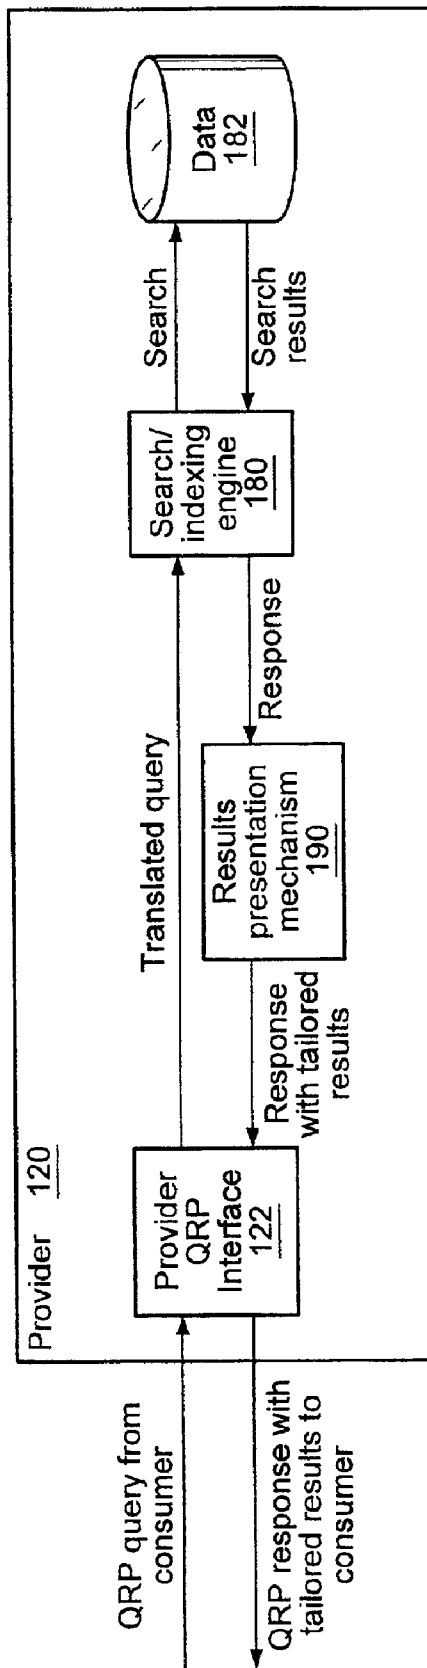 Provider 120
QRP query from
consumer
QRP response with
tailored results to
consumer
Provider
QRP
Interface
122
Translated query
Response
with tailored
results
Results
presentation
mechanism
190
Response
Search/
indexing
engine
180
Search
Search
results
Data
182